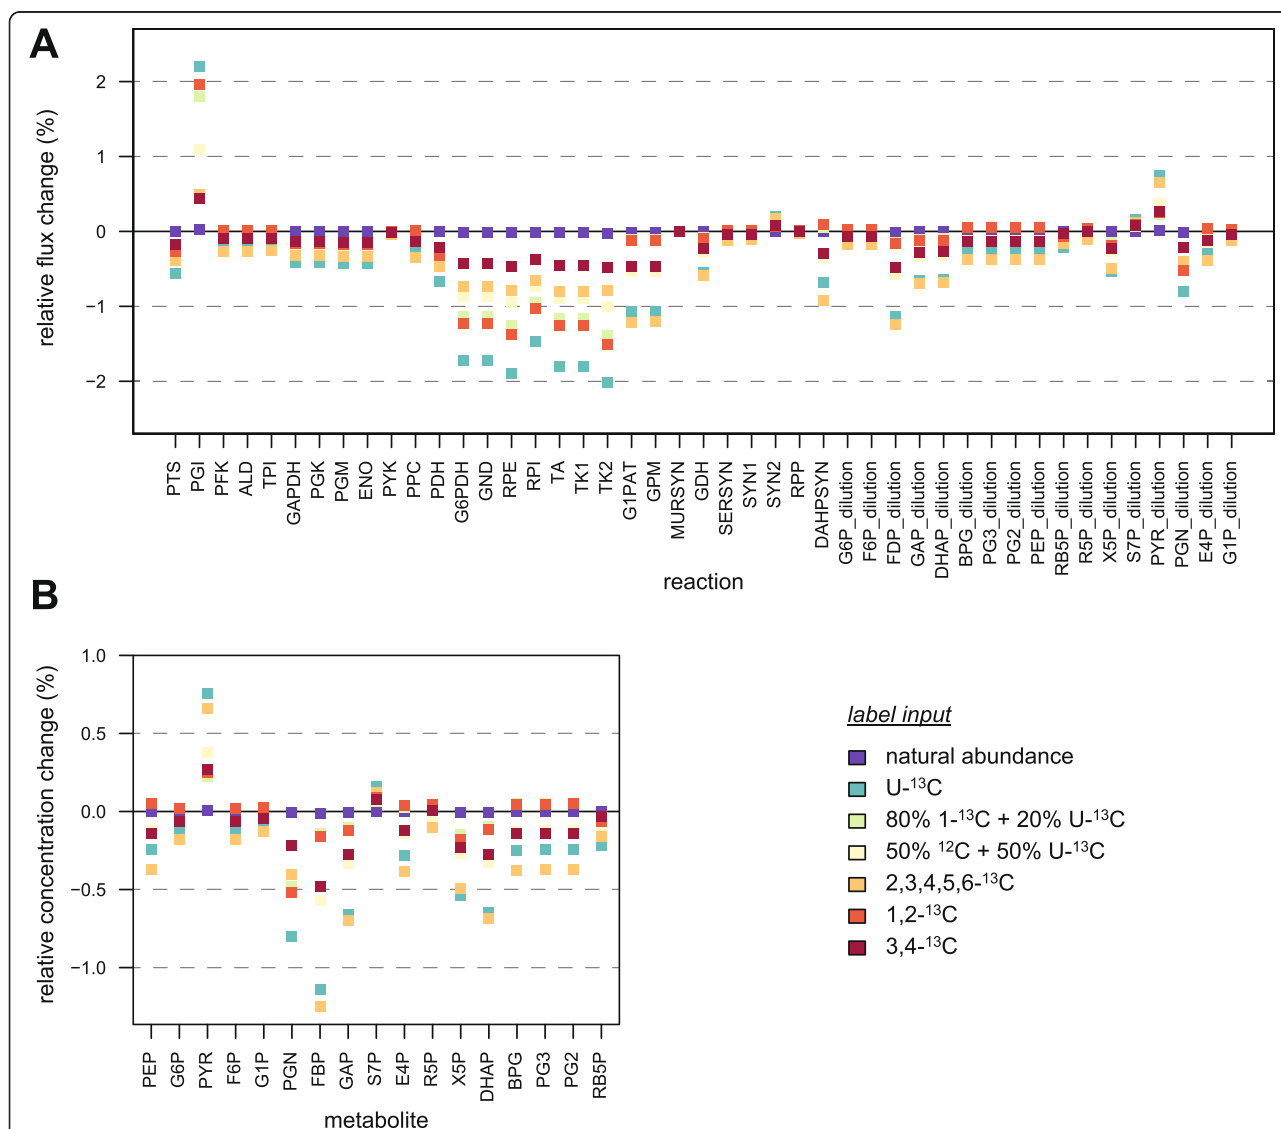 A
relative flux change (%)
2
1
0
−1
−2
PTS
PGI
PFK
ALD
TPI
GAPDH
PGK
PGM
ENO
PYK
PPC
PDH
G6PDH
GND
RPE
RPI
TA
TK1
TK2
G1PAT
GPM
MURSYN
GDH
SERSYN
SYN1
SYN2
RPP
DAHPSYN
G6P_dilution
F6P_dilution
FDP_dilution
GAP_dilution
DHAP_dilution
BPG_dilution
PG3_dilution
PG2_dilution
PEP_dilution
RB5P_dilution
R5P_dilution
X5P_dilution
S7P_dilution
PYR_dilution
PGN_dilution
E4P_dilution
G1P_dilution
reaction
B
relative concentration change (%)
1.0
0.5
0.0
−0.5
−1.0
PEP
G6P
PYR
F6P
G1P
PGN
FBP
GAP
S7P
E4P
R5P
X5P
DHAP
BPG
PG3
PG2
RB5P
metabolite
label input
natural abundance
U-¹³C
80% 1-¹³C + 20% U-¹³C
50% ¹²C + 50% U-¹³C
2,3,4,5,6-¹³C
1,2-¹³C
3,4-¹³C